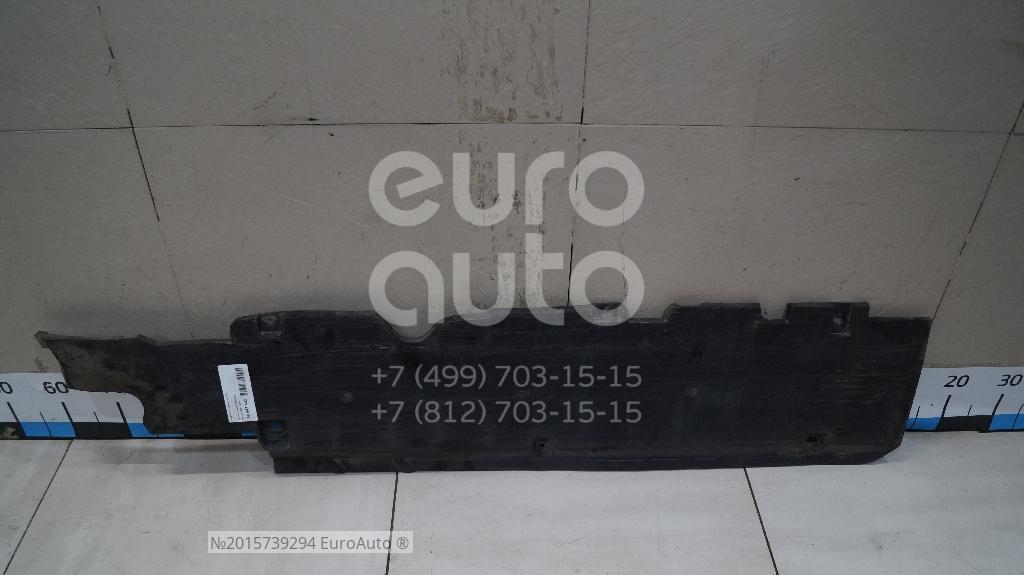 euro
auto
+7 (499) 703-15-15
+7 (812) 703-15-15
60
20
30
№2015739294 EuroAuto ®